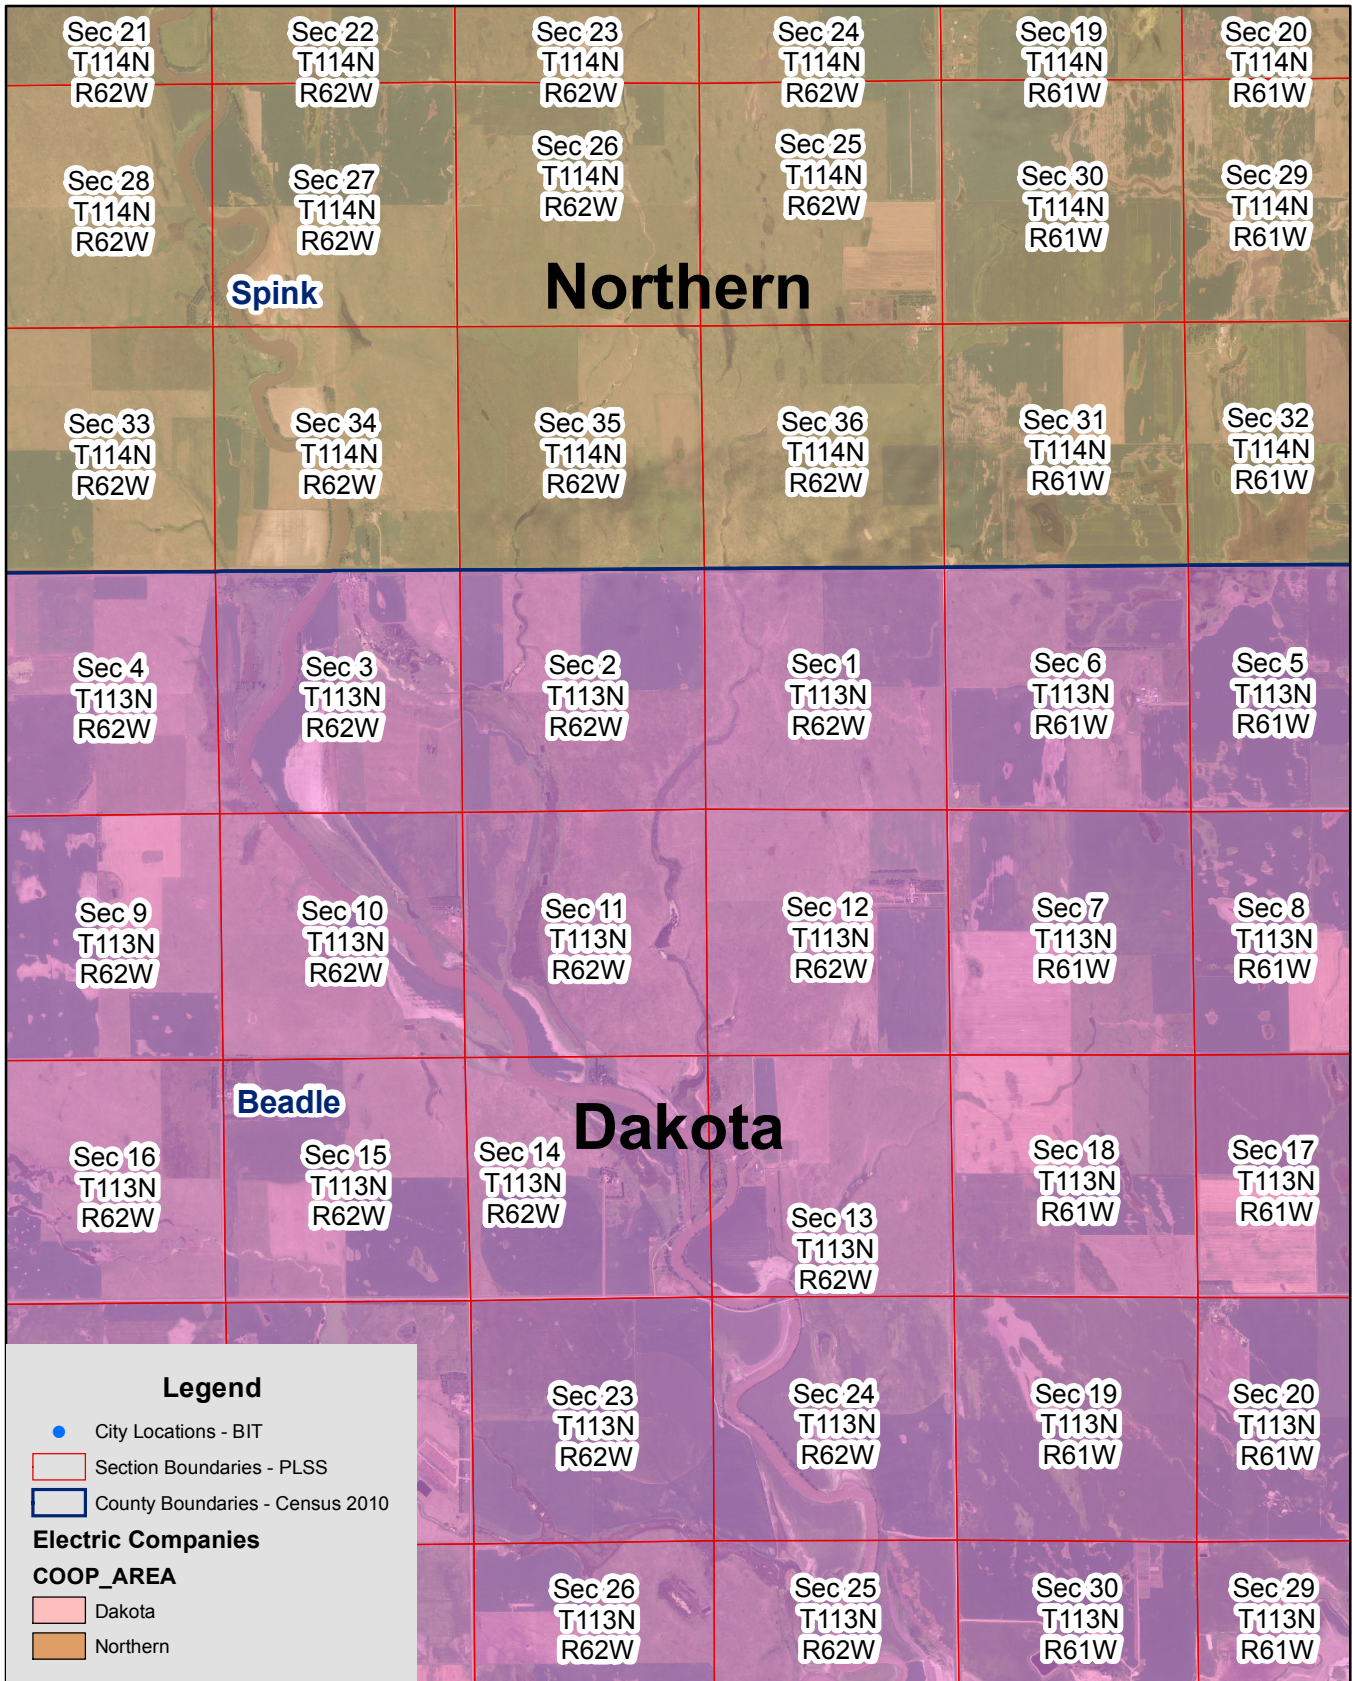 Sec 21
T114N
R62W
Sec 22
T114N
R62W
Sec 23
T114N
R62W
Sec 24
T114N
R62W
Sec 19
T114N
R61W
Sec 20
T114N
R61W
Sec 28
T114N
R62W
Sec 27
T114N
R62W
Sec 26
T114N
R62W
Sec 25
T114N
R62W
Sec 30
T114N
R61W
Sec 29
T114N
R61W
Spink
Northern
Sec 33
T114N
R62W
Sec 34
T114N
R62W
Sec 35
T114N
R62W
Sec 36
T114N
R62W
Sec 31
T114N
R61W
Sec 32
T114N
R61W
Sec 4
T113N
R62W
Sec 3
T113N
R62W
Sec 2
T113N
R62W
Sec 1
T113N
R62W
Sec 6
T113N
R61W
Sec 5
T113N
R61W
Sec 9
T113N
R62W
Sec 10
T113N
R62W
Sec 11
T113N
R62W
Sec 12
T113N
R62W
Sec 7
T113N
R61W
Sec 8
T113N
R61W
Beadle
Dakota
Sec 16
T113N
R62W
Sec 15
T113N
R62W
Sec 14
T113N
R62W
Sec 13
T113N
R62W
Sec 18
T113N
R61W
Sec 17
T113N
R61W
Sec 23
T113N
R62W
Sec 24
T113N
R62W
Sec 19
T113N
R61W
Sec 20
T113N
R61W
Sec 26
T113N
R62W
Sec 25
T113N
R62W
Sec 30
T113N
R61W
Sec 29
T113N
R61W
Legend
City Locations - BIT
Section Boundaries - PLSS
County Boundaries - Census 2010
Electric Companies
COOP_AREA
Dakota
Northern